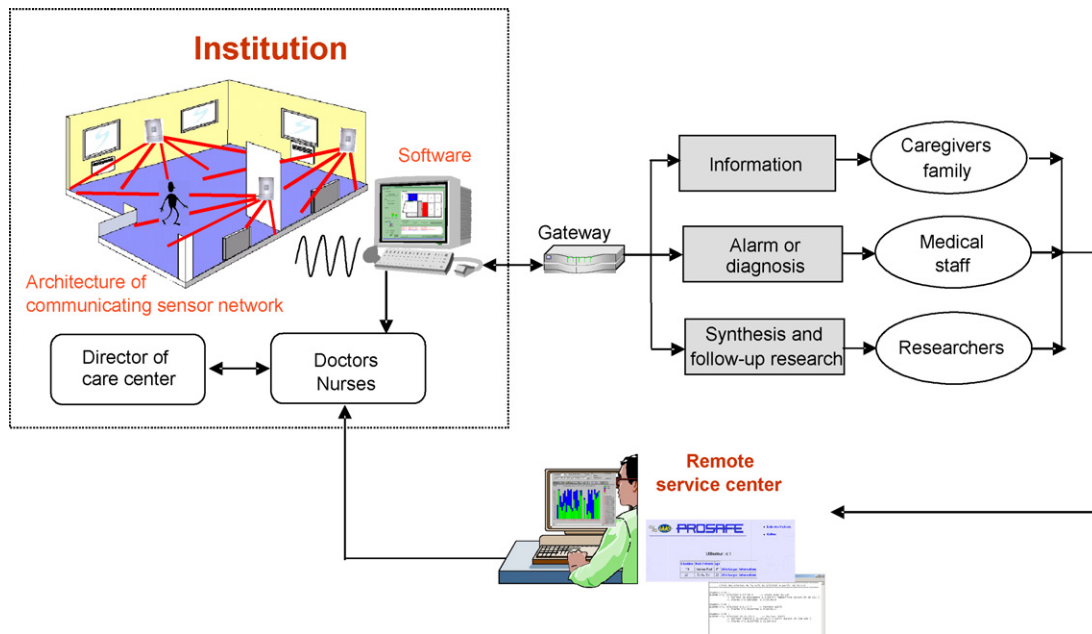 Institution
Software
Architecture of
communicating sensor network
Director of
care center
Doctors
Nurses
Gateway
Information
Caregivers
family
Alarm or
diagnosis
Medical
staff
Synthesis and
follow-up research
Researchers
Remote
service center
PROSAFE